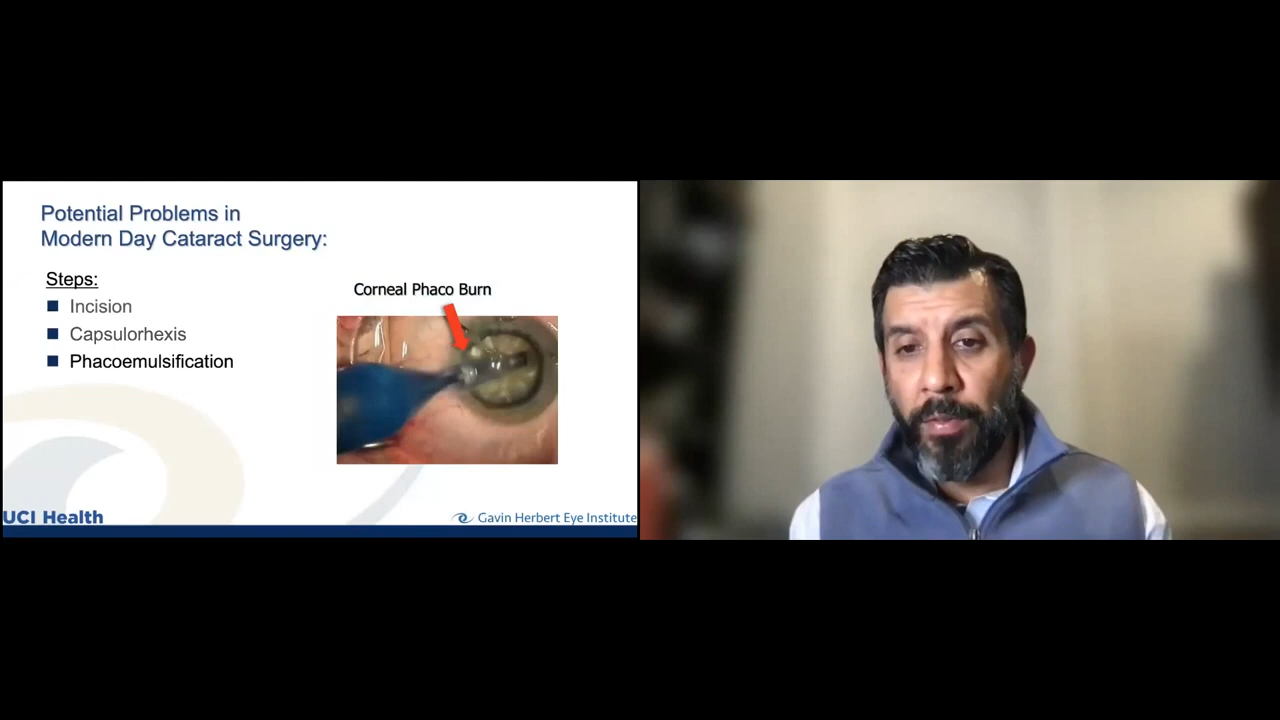 Potential Problems in
Modern Day Cataract Surgery:
Steps:
Incision
Capsulorhexis
Phacoemulsification
Corneal Phaco Burn
UCI Health
Gavin Herbert Eye Institute